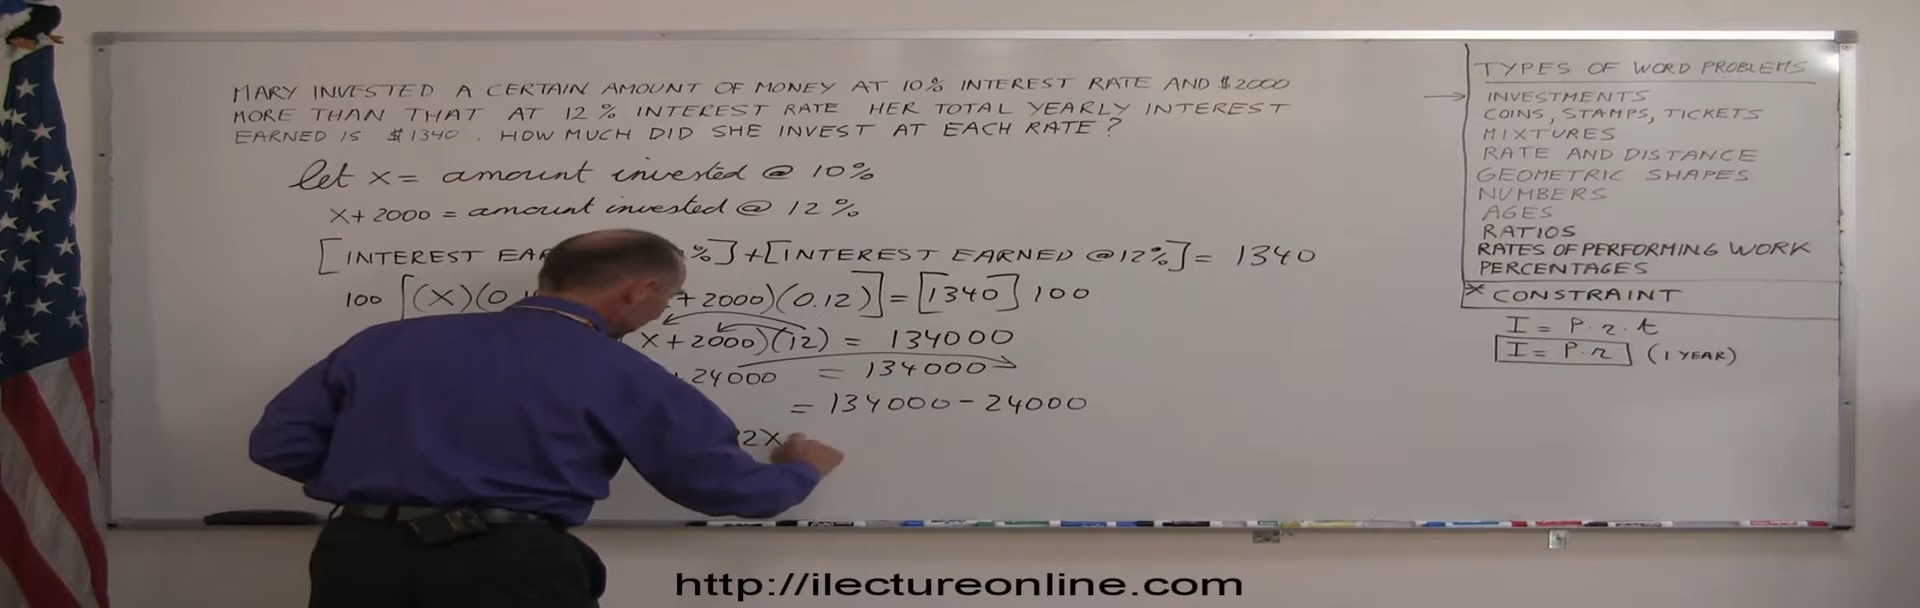 MARY INVESTED A CERTAIN AMOUNT OF MONEY AT 10% INTEREST RATE AND $2000
MORE THAN THAT AT 12% INTEREST RATE HER TOTAL YEARLY INTEREST
EARNED IS $1340. HOW MUCH DID SHE INVEST AT EACH RATE?
let x = amount invested @ 10%
x+2000 = amount invested @ 12%
[INTEREST %] + [INTEREST EARNED @12%] = 1340
100 [(X)(0.1 + 2000)(0.12)] = [1340] 100
x+2000)(12) = 134000
24000 = 134000
= 134000 - 24000
2X
TYPES OF WORD PROBLEMS
INVESTMENTS
COINS, STAMPS, TICKETS
MIXTURES
RATE AND DISTANCE
GEOMETRIC SHAPES
NUMBERS
AGES
RATIOS
RATES OF PERFORMING WORK
PERCENTAGES
* CONSTRAINT
I = P.r.t
I = P.r (1 YEAR)
http://ilectureonline.com